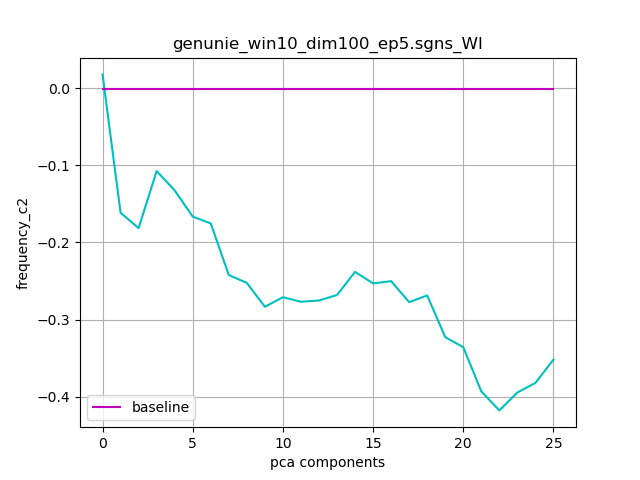 genunie_win10_dim100_ep5.sgns_WI
frequency_c2
0.0
−0.1
−0.2
−0.3
−0.4
baseline
0 5 10 15 20 25
pca components